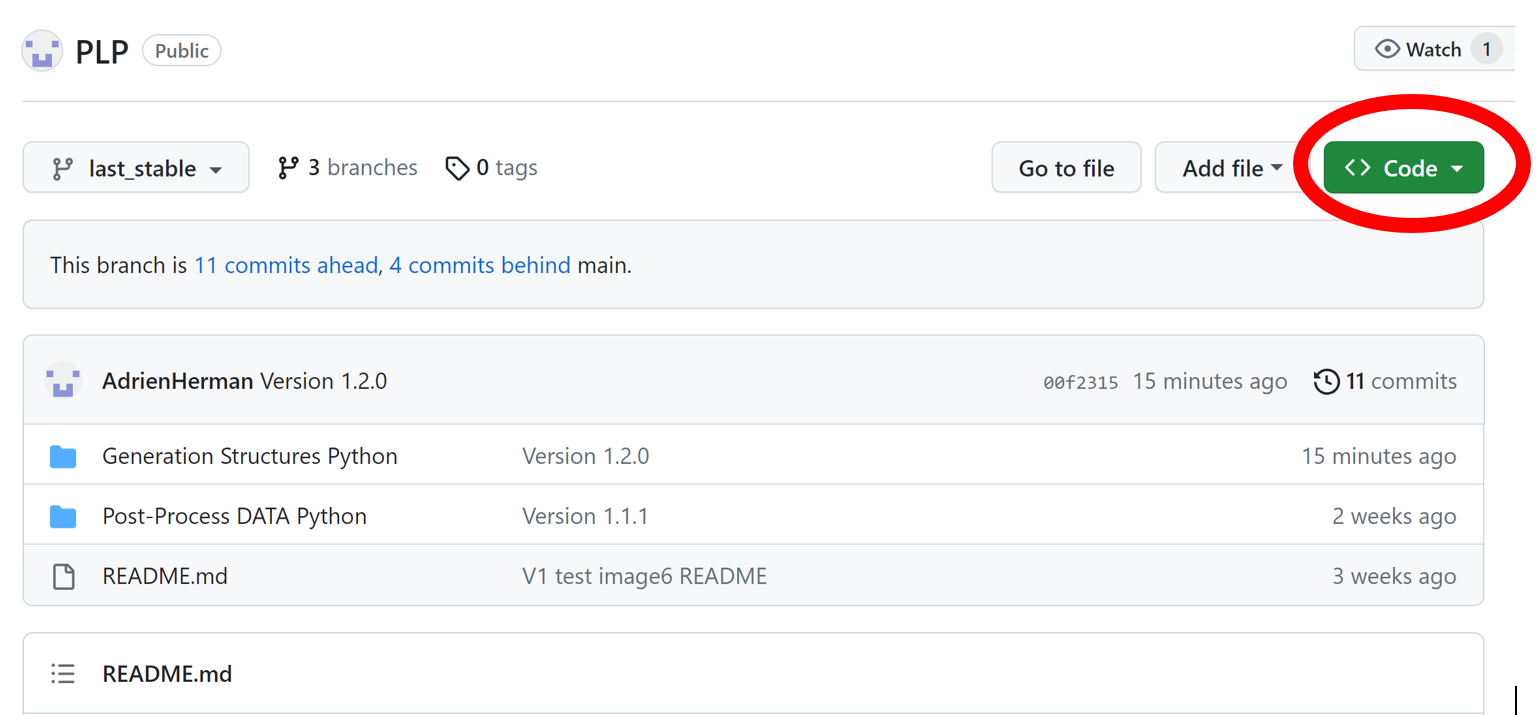 PLP Public Watch 1
last_stable 3 branches 0 tags Go to file Add file Code
This branch is 11 commits ahead, 4 commits behind main.
AdrienHerman Version 1.2.0 00f2315 15 minutes ago 11 commits
Generation Structures Python Version 1.2.0 15 minutes ago
Post-Process DATA Python Version 1.1.1 2 weeks ago
README.md V1 test image6 README 3 weeks ago
README.md